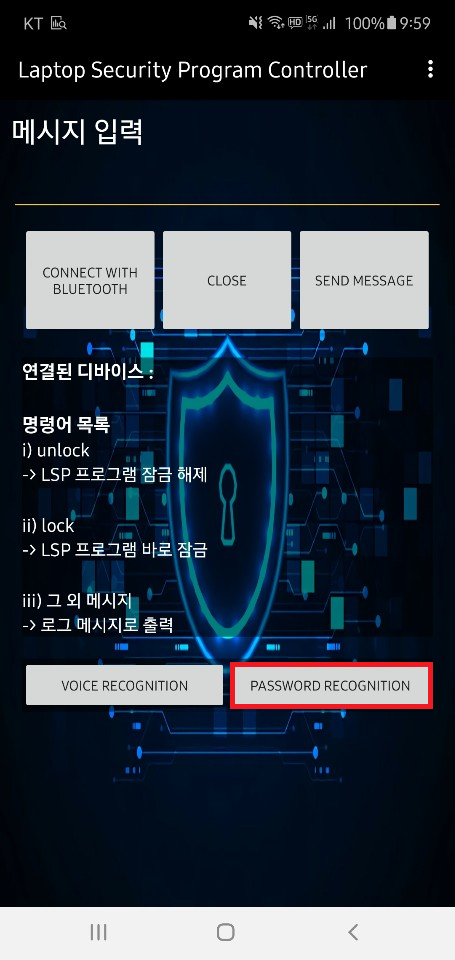 KT HD 5G 100% 9:59
Laptop Security Program Controller
메시지 입력
CONNECT WITH
BLUETOOTH
CLOSE
SEND MESSAGE
연결된 디바이스 :
명령어 목록
i) unlock
-> LSP 프로그램 잠금 해제
ii) lock
-> LSP 프로그램 바로 잠금
iii) 그 외 메시지
-> 로그 메시지로 출력
VOICE RECOGNITION
PASSWORD RECOGNITION